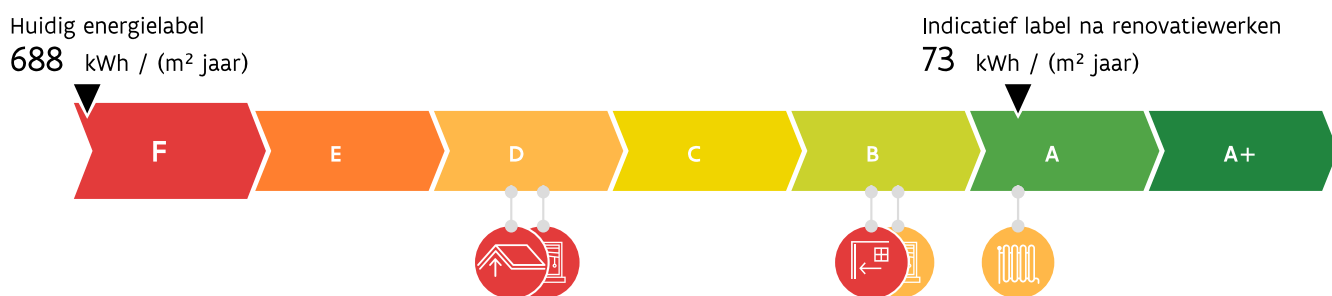 Huidig energielabel
688 kWh / (m² jaar)
Indicatief label na renovatiewerken
73 kWh / (m² jaar)
F E D C B A A+